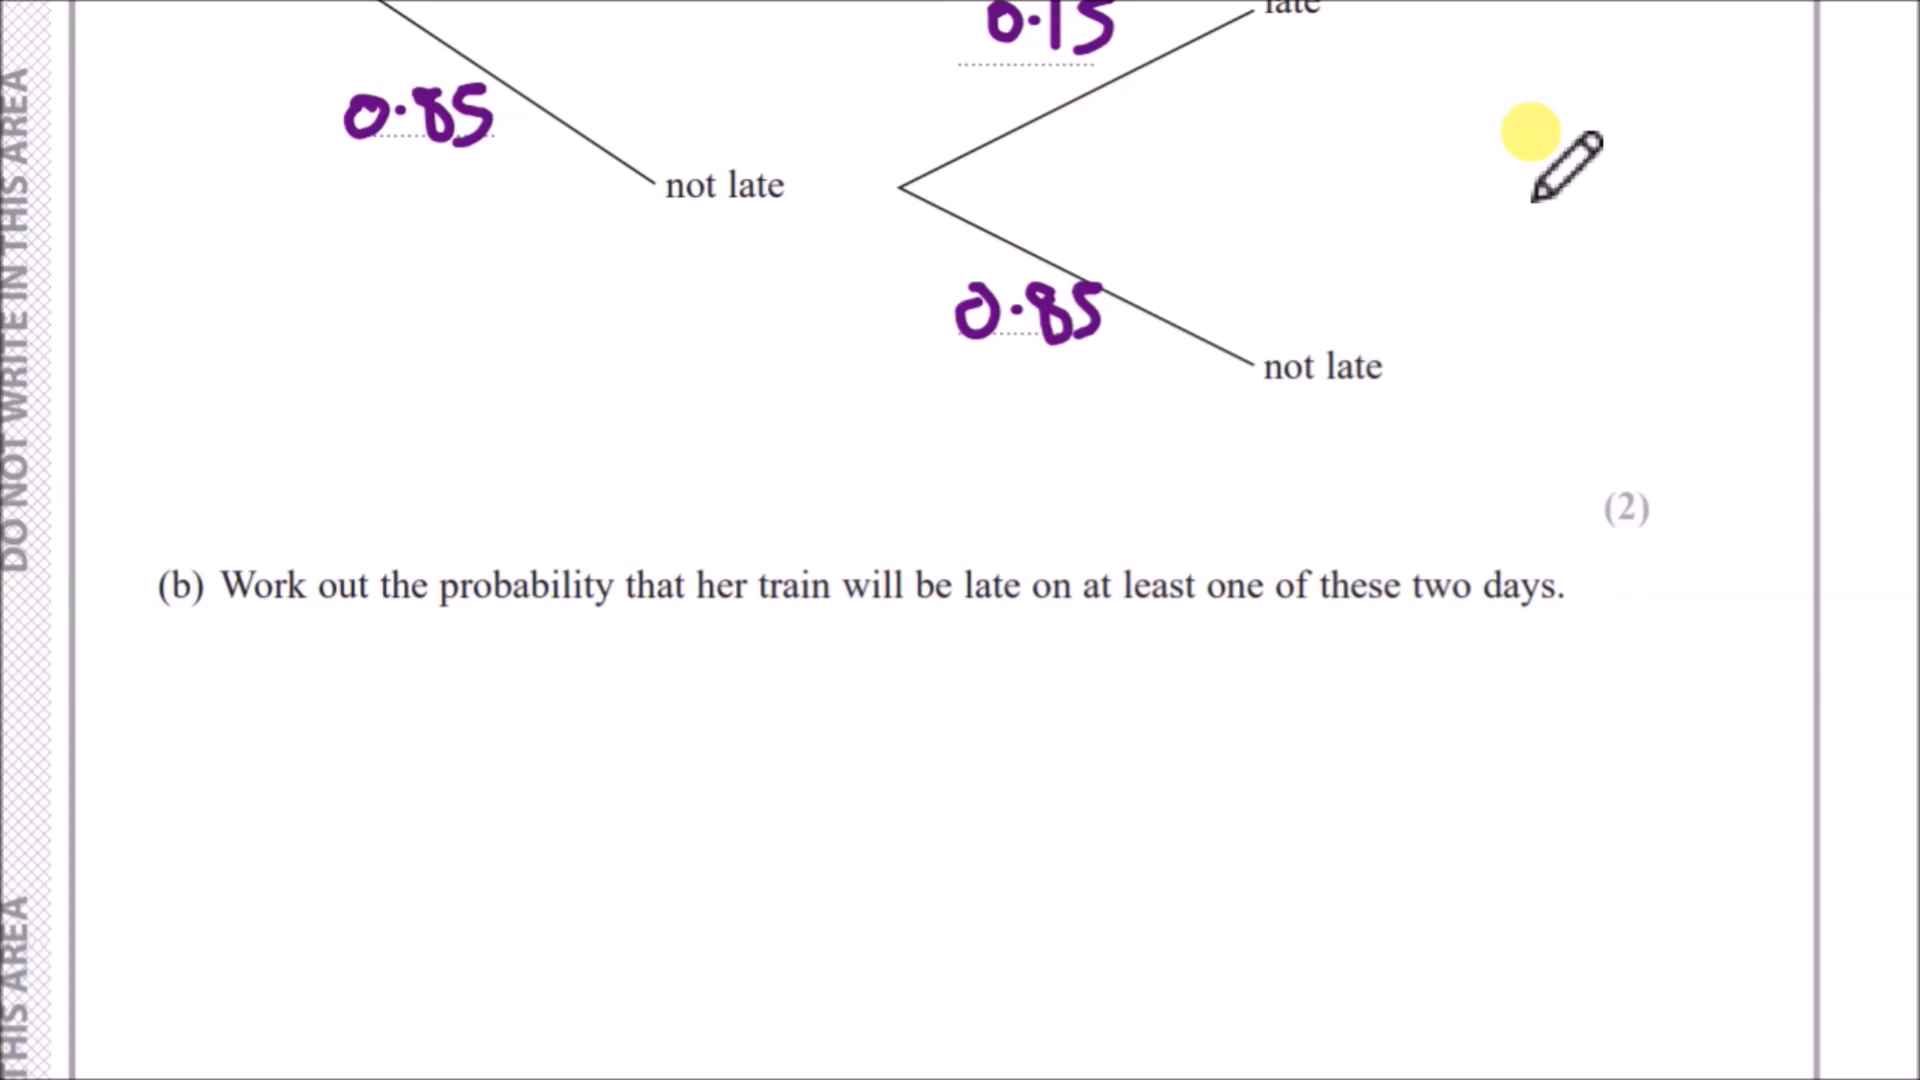 late
0.15
0.85
not late
0.85
not late
(2)
(b) Work out the probability that her train will be late on at least one of these two days.
DO NOT WRITE IN THIS AREA
THIS AREA